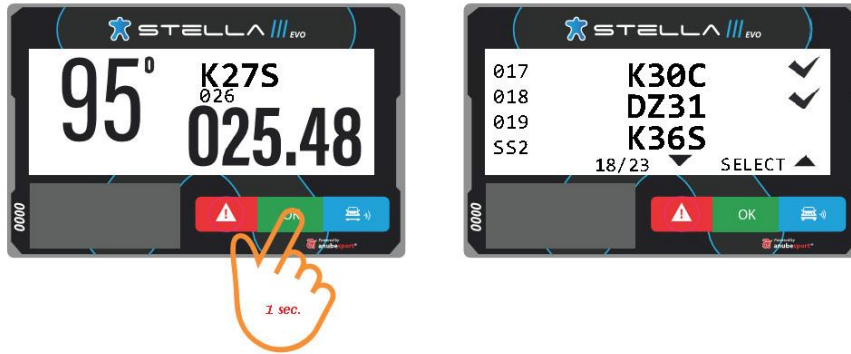 STELLA III EVO
95°
K27S
026
025.48
OK
0000
Powered by
anubesport
1 sec.
STELLA III EVO
017 K30C
018 DZ31
019 K36S
SS2
18/23 SELECT
OK
0000
Powered by
anubesport